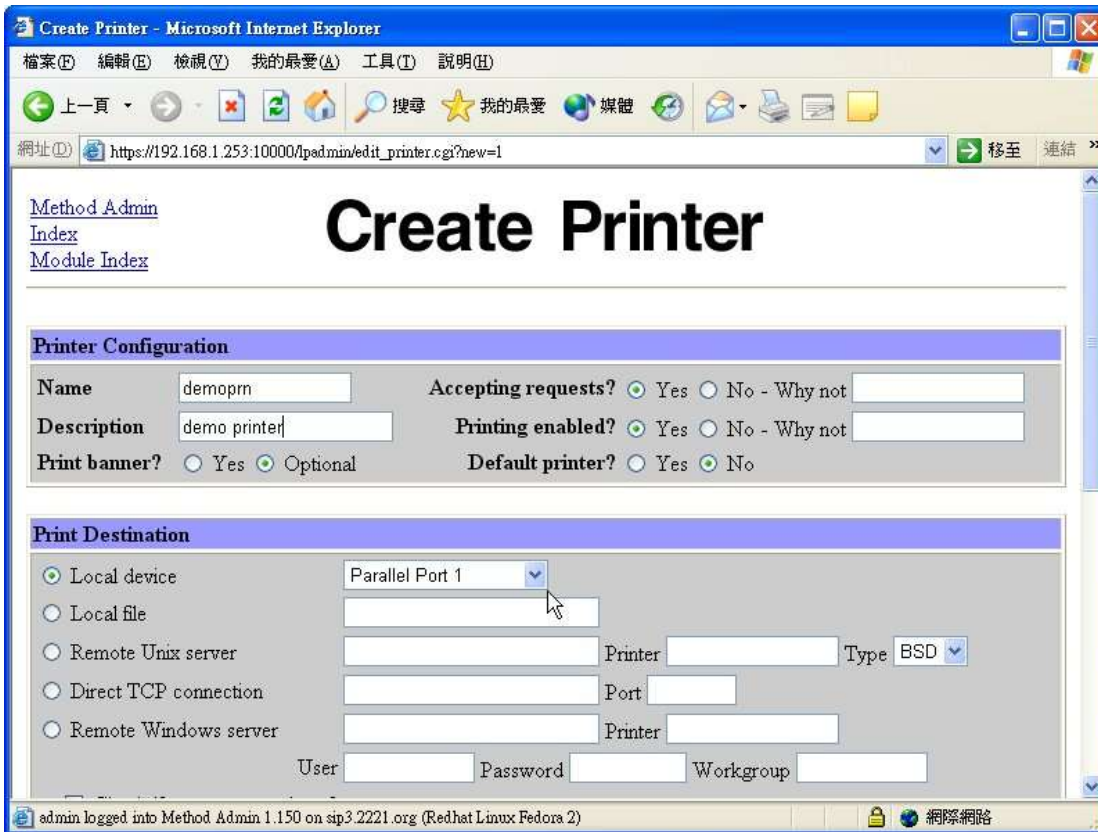 Create Printer - Microsoft Internet Explorer
檔案(F) 編輯(E) 檢視(V) 我的最愛(A) 工具(T) 說明(H)
上一頁 搜尋 我的最愛 媒體
網址(D) https://192.168.1.253:10000/lpadmin/edit_printer.cgi?new=1 移至 連結 »
Method Admin
Index
Module Index
Create Printer
Printer Configuration
Name demoprn Accepting requests? Yes No - Why not
Description demo printer Printing enabled? Yes No - Why not
Print banner? Yes Optional Default printer? Yes No
Print Destination
Local device Parallel Port 1
Local file
Remote Unix server Printer Type BSD
Direct TCP connection Port
Remote Windows server Printer
User Password Workgroup
admin logged into Method Admin 1.150 on sip3.2221.org (Redhat Linux Fedora 2) 網際網路